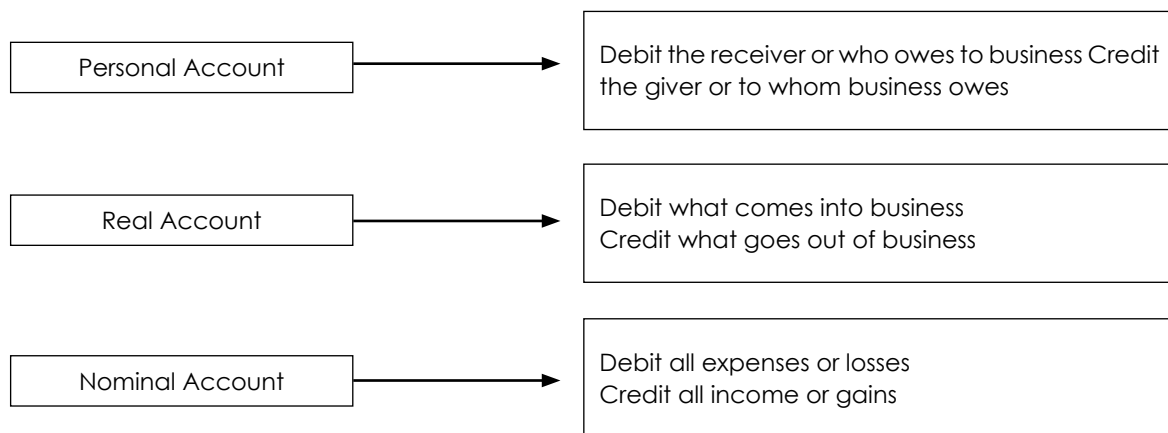 Personal Account
Debit the receiver or who owes to business Credit
the giver or to whom business owes
Real Account
Debit what comes into business
Credit what goes out of business
Nominal Account
Debit all expenses or losses
Credit all income or gains